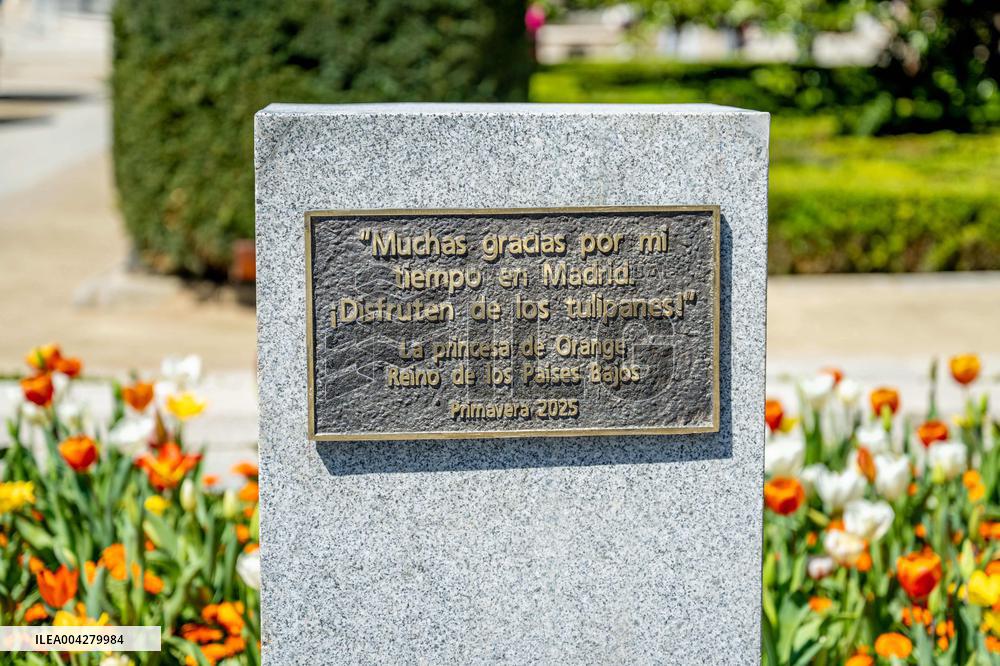 "Muchas gracias por mi
tiempo en Madrid.
¡Disfruten de los tulipanes!"
La princesa de Orange
Reino de los Países Bajos
Primavera 2025
ILEA004279984